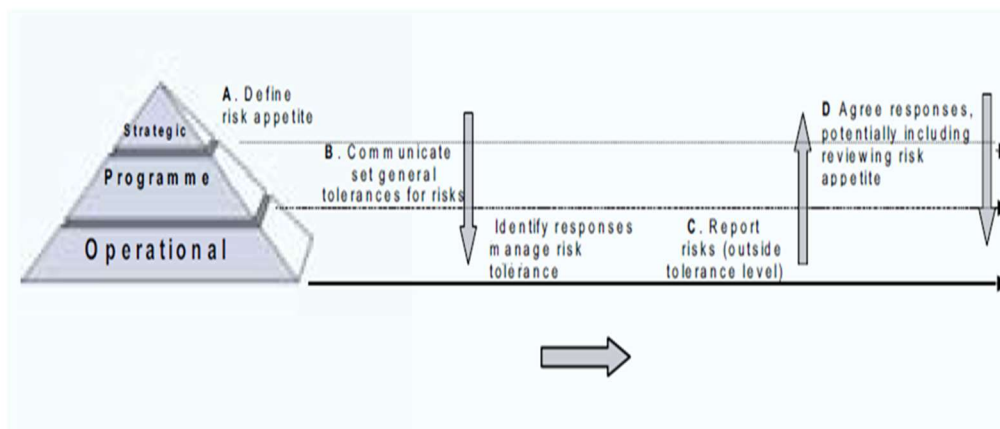 Strategic
Programme
Operational
A. Define
risk appetite
B. Communicate
set general
tolerances for risks
Identify responses
manage risk
tolerance
C. Report
risks (outside
tolerance level)
D Agree responses,
potentially including
reviewing risk
appetite